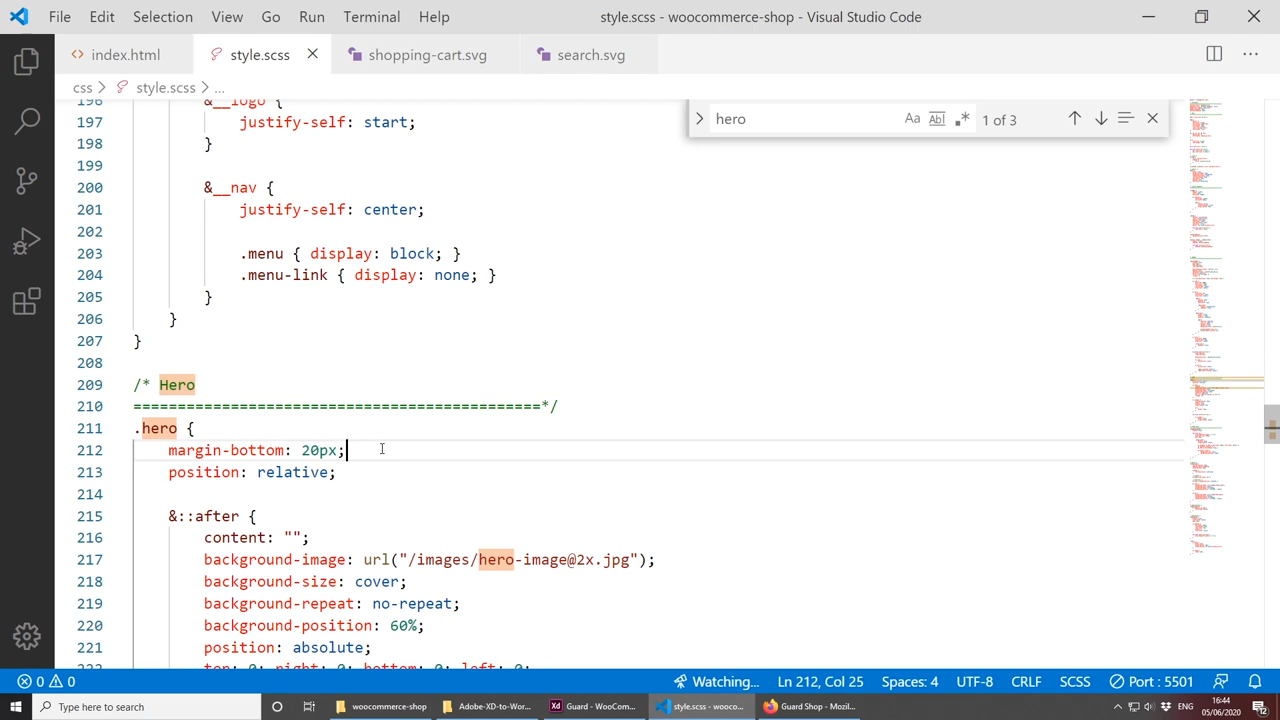 File Edit View Go Run Terminal Help style.scss - woocommerce-shop - Visual Studio Code
index.html style.scss shopping-cart.svg search.svg
css > style.scss > ...
hero Aa Ab .* 1 of 3
196 &__logo {
197 justify-self: start;
198 }
199
200 &__nav {
201 justify-self: center;
202
203 .menu { display: block; }
204 .menu-link { display: none;
205 }
206 }
207 }
208
209 /* Hero
210 ==============================================*/
211 .hero {
212 margin-bottom: 20px;
213 position: relative;
214
215 &::after {
216 content: "";
217 background-image: url("/images/hero-image@2x.jpg");
218 background-size: cover;
219 background-repeat: no-repeat;
220 background-position: 60%;
221 position: absolute;
222 top: 0; right: 0; bottom: 0; left: 0;
0 0 Watching... Ln 212, Col 25 Spaces: 4 UTF-8 CRLF SCSS Port : 5501
Type here to search woocommerce-shop Adobe-XD-to-Wor... Guard - WooCom... style.scss - wooco... Guard Shop - Mozil... ENG 16:44 05/06/2020 12